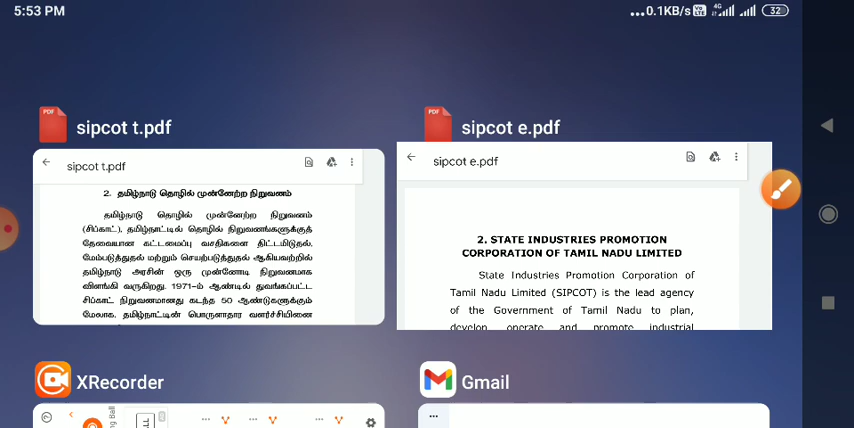 5:53 PM
...0.1KB/s 4G 32
sipcot t.pdf
sipcot e.pdf
PDF
sipcot t.pdf
2. தமிழ்நாடு தொழில் முன்னேற்ற நிறுவனம்
தமிழ்நாடு தொழில் முன்னேற்ற நிறுவனம்
(சிப்காட்), தமிழ்நாட்டில் தொழில் நிறுவனங்களுக்குத்
தேவையான கட்டமைப்பு வசதிகளை திட்டமிடுதல்,
மேம்படுத்துதல் மற்றும் செயற்படுத்துதல் ஆகியவற்றில்
தமிழ்நாடு அரசின் ஒரு முன்னோடி நிறுவனமாக
விளங்கி வருகிறது. 1971-ம் ஆண்டில் துவங்கப்பட்ட
சிப்காட் நிறுவனமானது கடந்த 50 ஆண்டுகளுக்கும்
மேலாக, தமிழ்நாட்டின் பொருளாதார வளர்ச்சியினை
PDF
sipcot e.pdf
2. STATE INDUSTRIES PROMOTION
CORPORATION OF TAMIL NADU LIMITED
State Industries Promotion Corporation of
Tamil Nadu Limited (SIPCOT) is the lead agency
of the Government of Tamil Nadu to plan,
develop, operate and promote industrial
XRecorder
Gmail